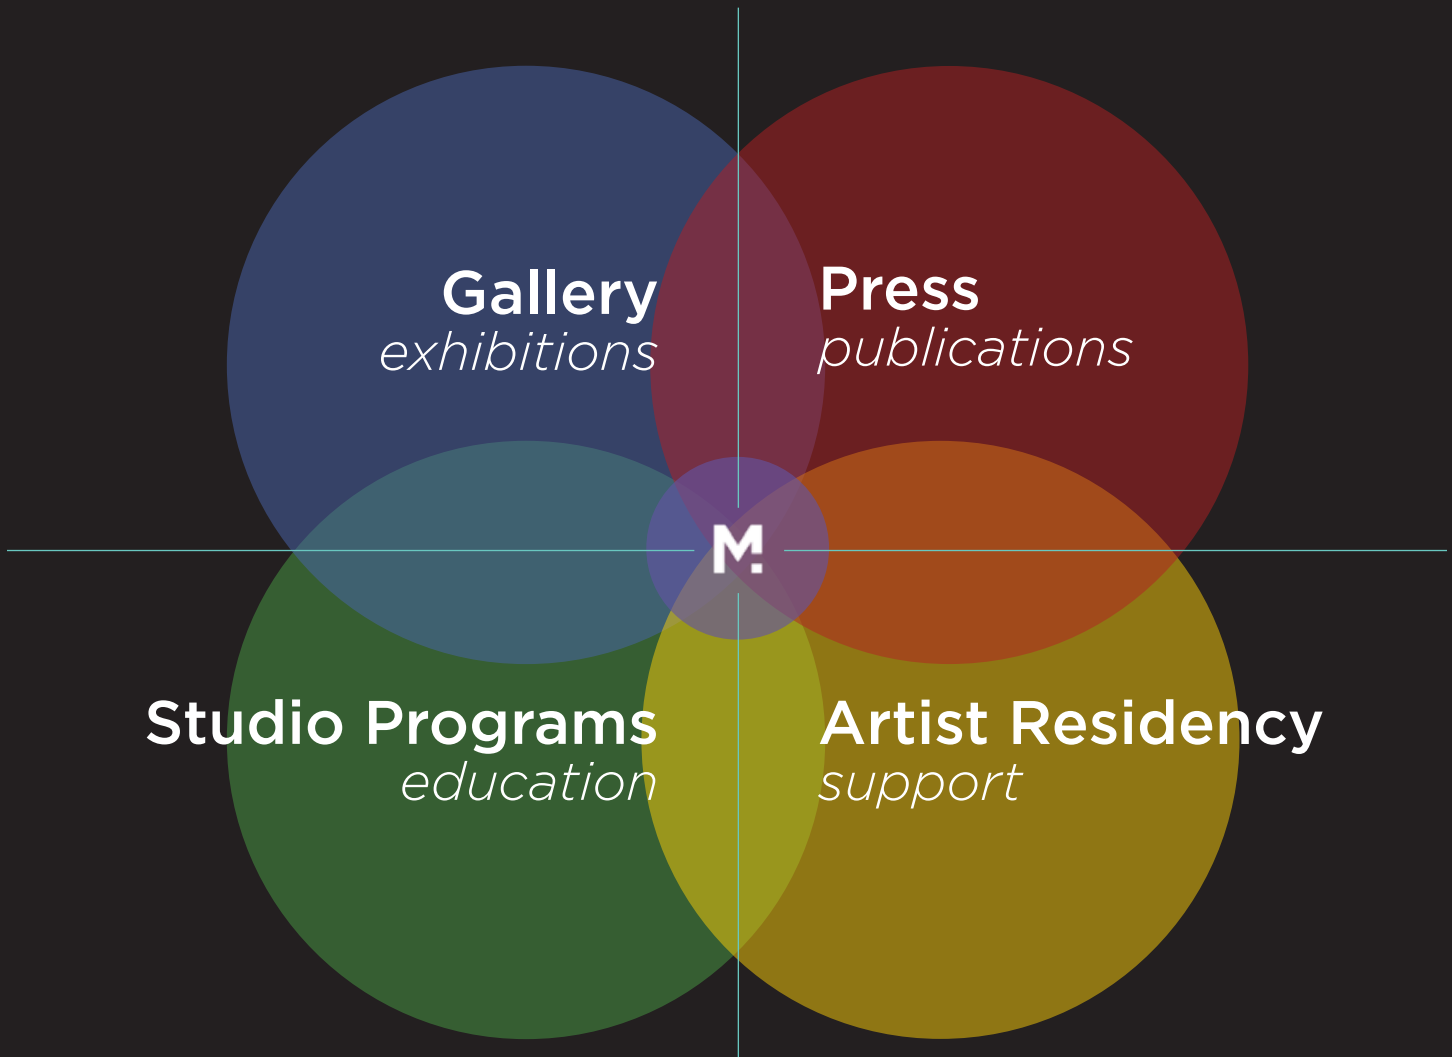 Gallery
exhibitions
Press
publications
M.
Studio Programs
education
Artist Residency
support